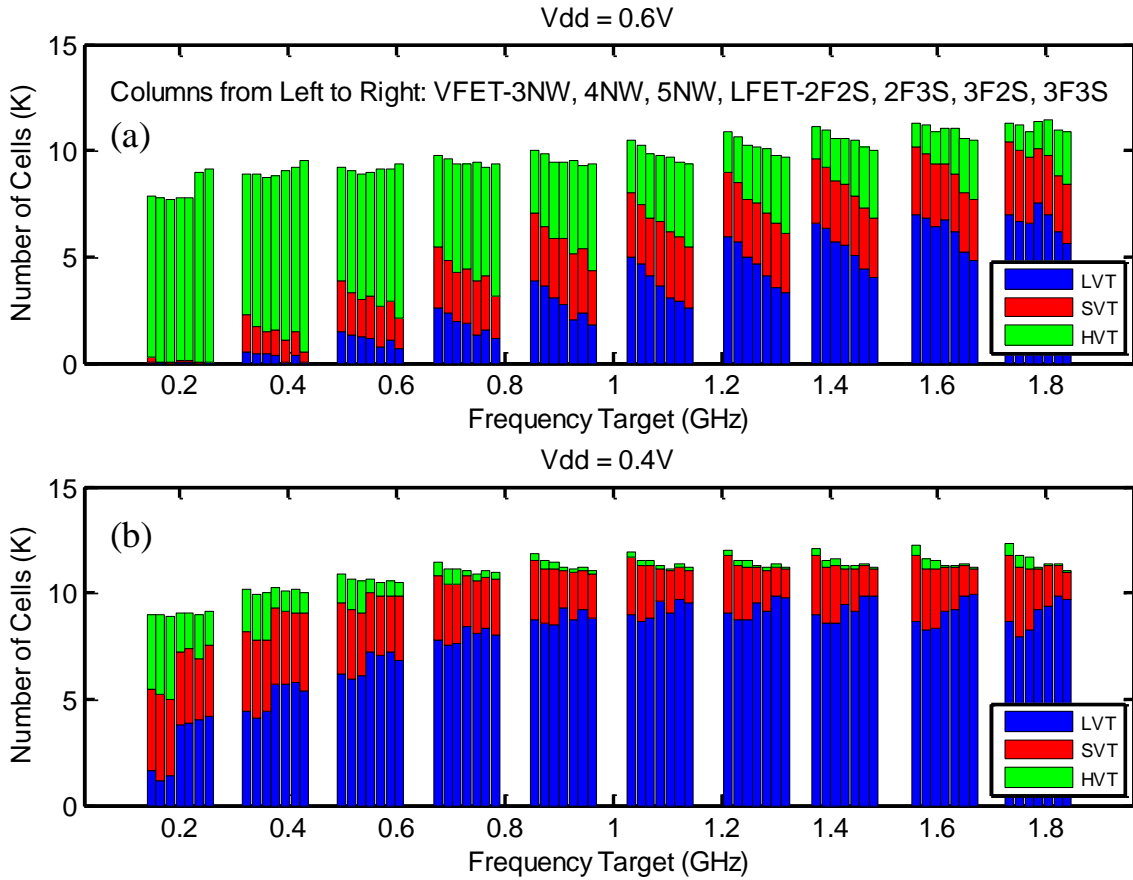 Vdd = 0.6V
15
Columns from Left to Right: VFET-3NW, 4NW, 5NW, LFET-2F2S, 2F3S, 3F2S, 3F3S
(a)
10
5
0
Number of Cells (K)
LVT
SVT
HVT
0.2 0.4 0.6 0.8 1 1.2 1.4 1.6 1.8
Frequency Target (GHz)
Vdd = 0.4V
15
(b)
10
5
0
Number of Cells (K)
LVT
SVT
HVT
0.2 0.4 0.6 0.8 1 1.2 1.4 1.6 1.8
Frequency Target (GHz)